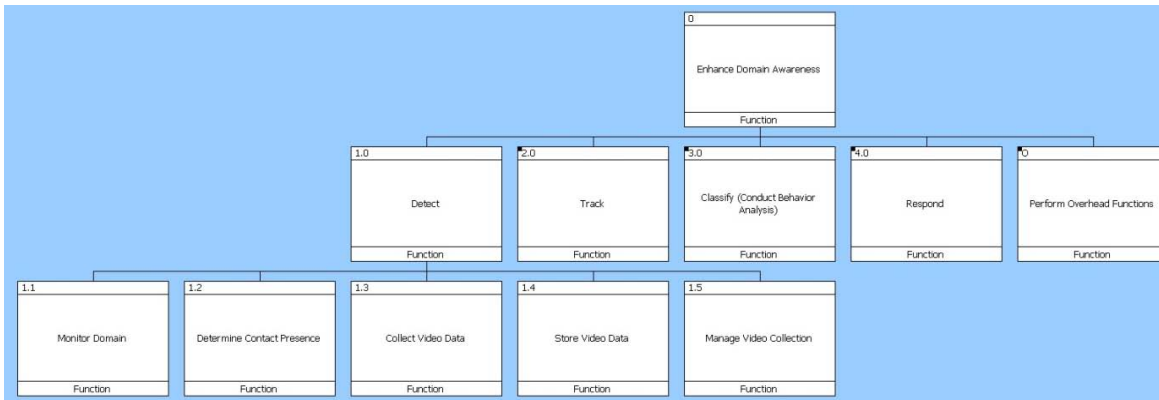 0
Enhance Domain Awareness
Function
1.0
Detect
Function
2.0
Track
Function
3.0
Classify (Conduct Behavior
Analysis)
Function
4.0
Respond
Function
O
Perform Overhead Functions
Function
1.1
Monitor Domain
Function
1.2
Determine Contact Presence
Function
1.3
Collect Video Data
Function
1.4
Store Video Data
Function
1.5
Manage Video Collection
Function